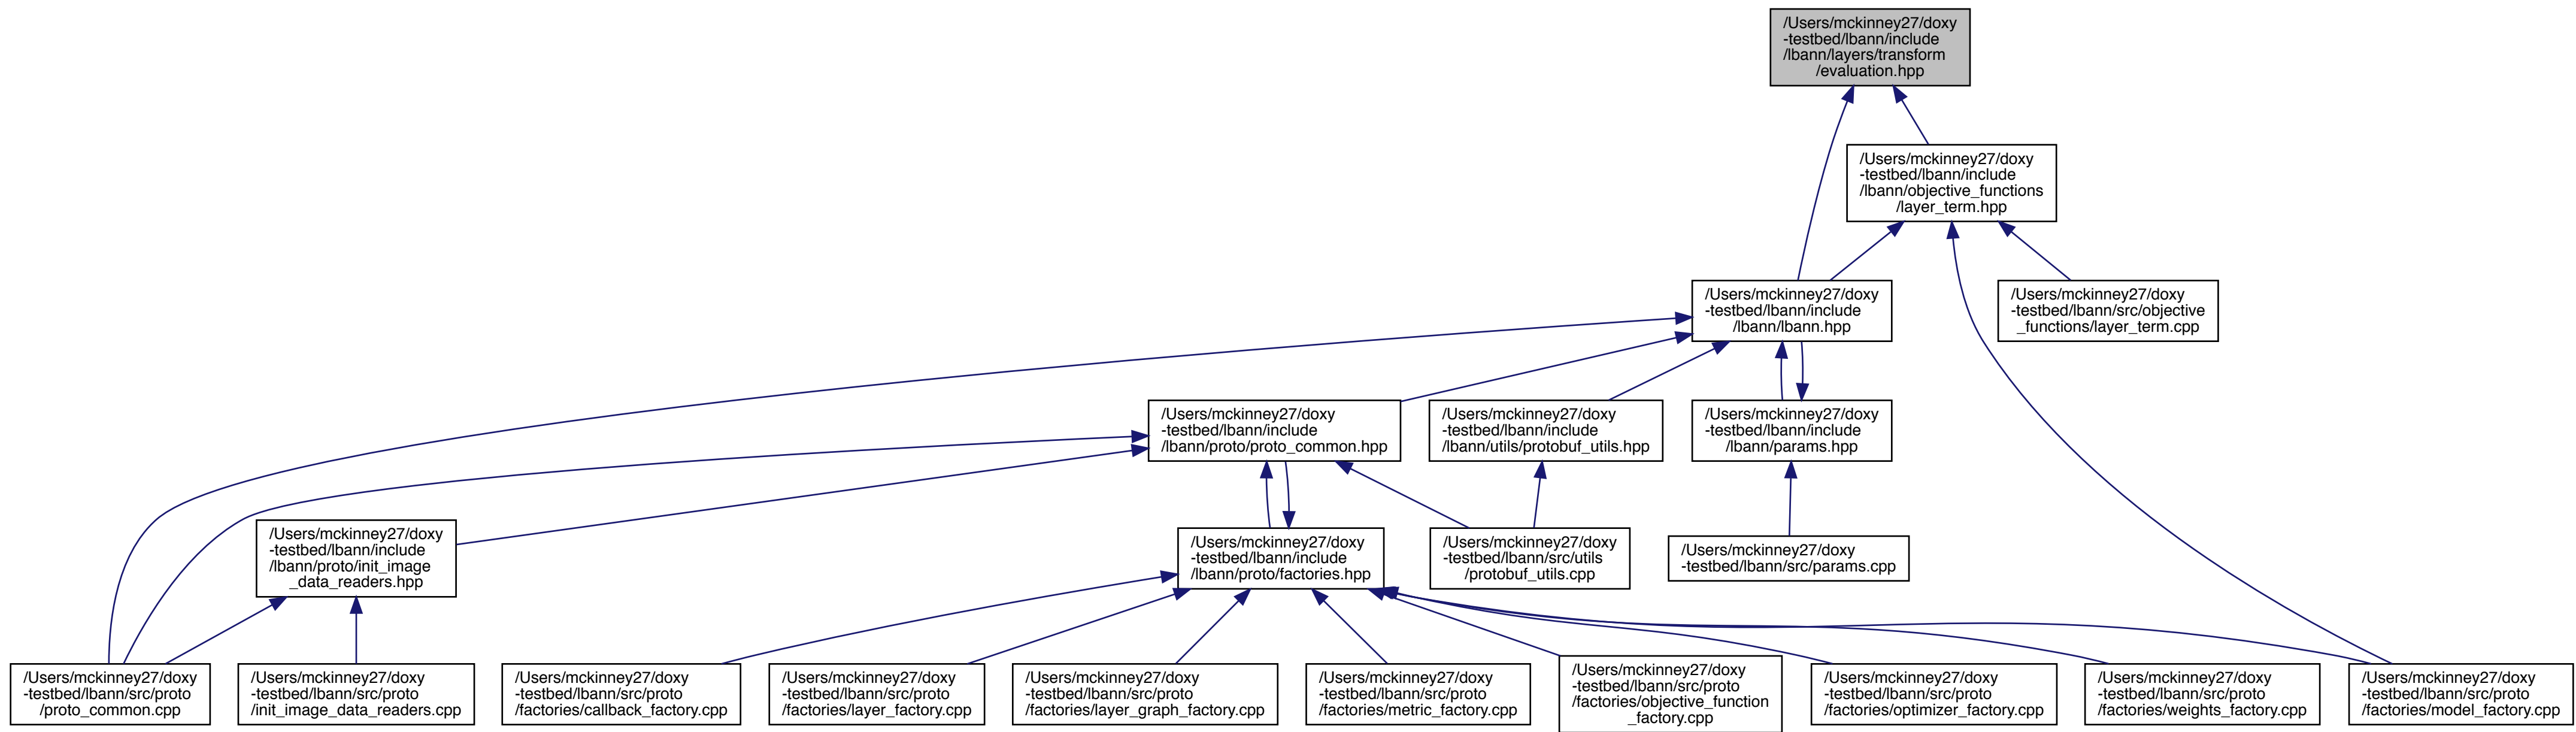 /Users/mckinney27/doxy
-testbed/lbann/include
/lbann/layers/transform
/evaluation.hpp
/Users/mckinney27/doxy
-testbed/lbann/include
/lbann/objective_functions
/layer_term.hpp
/Users/mckinney27/doxy
-testbed/lbann/include
/lbann/lbann.hpp
/Users/mckinney27/doxy
-testbed/lbann/src/objective
_functions/layer_term.cpp
/Users/mckinney27/doxy
-testbed/lbann/include
/lbann/proto/proto_common.hpp
/Users/mckinney27/doxy
-testbed/lbann/include
/lbann/utils/protobuf_utils.hpp
/Users/mckinney27/doxy
-testbed/lbann/include
/lbann/params.hpp
/Users/mckinney27/doxy
-testbed/lbann/include
/lbann/proto/init_image
_data_readers.hpp
/Users/mckinney27/doxy
-testbed/lbann/include
/lbann/proto/factories.hpp
/Users/mckinney27/doxy
-testbed/lbann/src/utils
/protobuf_utils.cpp
/Users/mckinney27/doxy
-testbed/lbann/src/params.cpp
/Users/mckinney27/doxy
-testbed/lbann/src/proto
/proto_common.cpp
/Users/mckinney27/doxy
-testbed/lbann/src/proto
/init_image_data_readers.cpp
/Users/mckinney27/doxy
-testbed/lbann/src/proto
/factories/callback_factory.cpp
/Users/mckinney27/doxy
-testbed/lbann/src/proto
/factories/layer_factory.cpp
/Users/mckinney27/doxy
-testbed/lbann/src/proto
/factories/layer_graph_factory.cpp
/Users/mckinney27/doxy
-testbed/lbann/src/proto
/factories/metric_factory.cpp
/Users/mckinney27/doxy
-testbed/lbann/src/proto
/factories/objective_function
_factory.cpp
/Users/mckinney27/doxy
-testbed/lbann/src/proto
/factories/optimizer_factory.cpp
/Users/mckinney27/doxy
-testbed/lbann/src/proto
/factories/weights_factory.cpp
/Users/mckinney27/doxy
-testbed/lbann/src/proto
/factories/model_factory.cpp